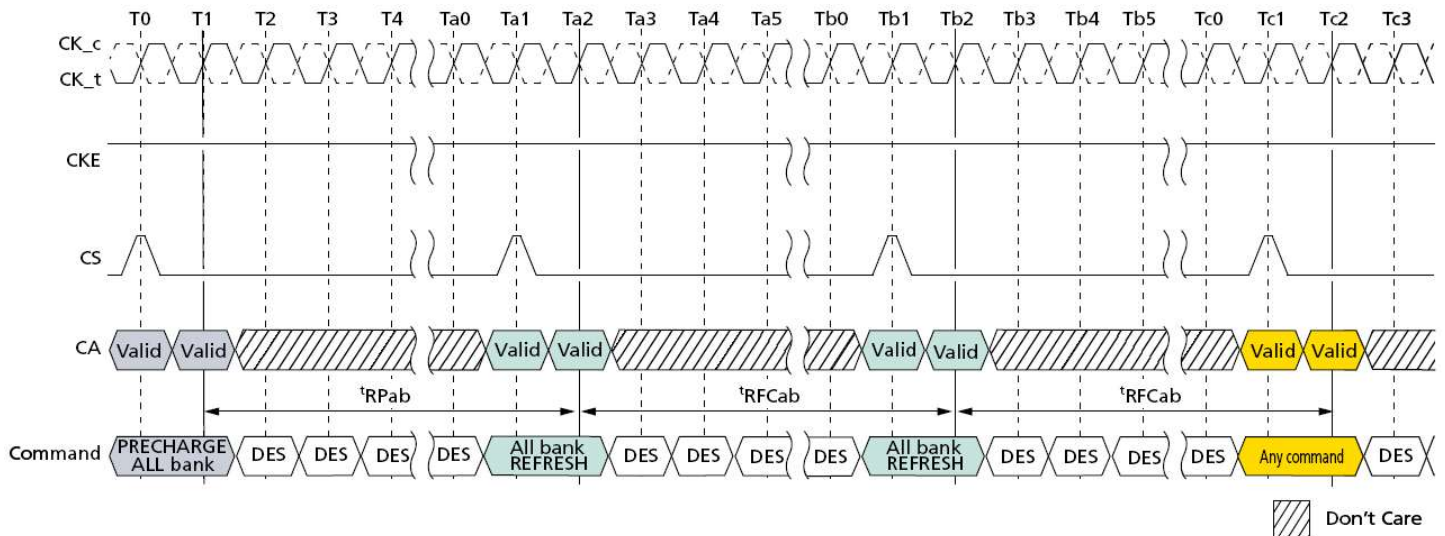 T0 T1 T2 T3 T4 Ta0 Ta1 Ta2 Ta3 Ta4 Ta5 Tb0 Tb1 Tb2 Tb3 Tb4 Tb5 Tc0 Tc1 Tc2 Tc3
CK_c
CK_t
CKE
CS
CA Valid Valid Valid Valid Valid Valid Valid Valid
tRPab tRFCab tRFCab
Command PRECHARGE ALL bank DES DES DES DES All bank REFRESH DES DES DES DES All bank REFRESH DES DES DES DES Any command DES
Don't Care